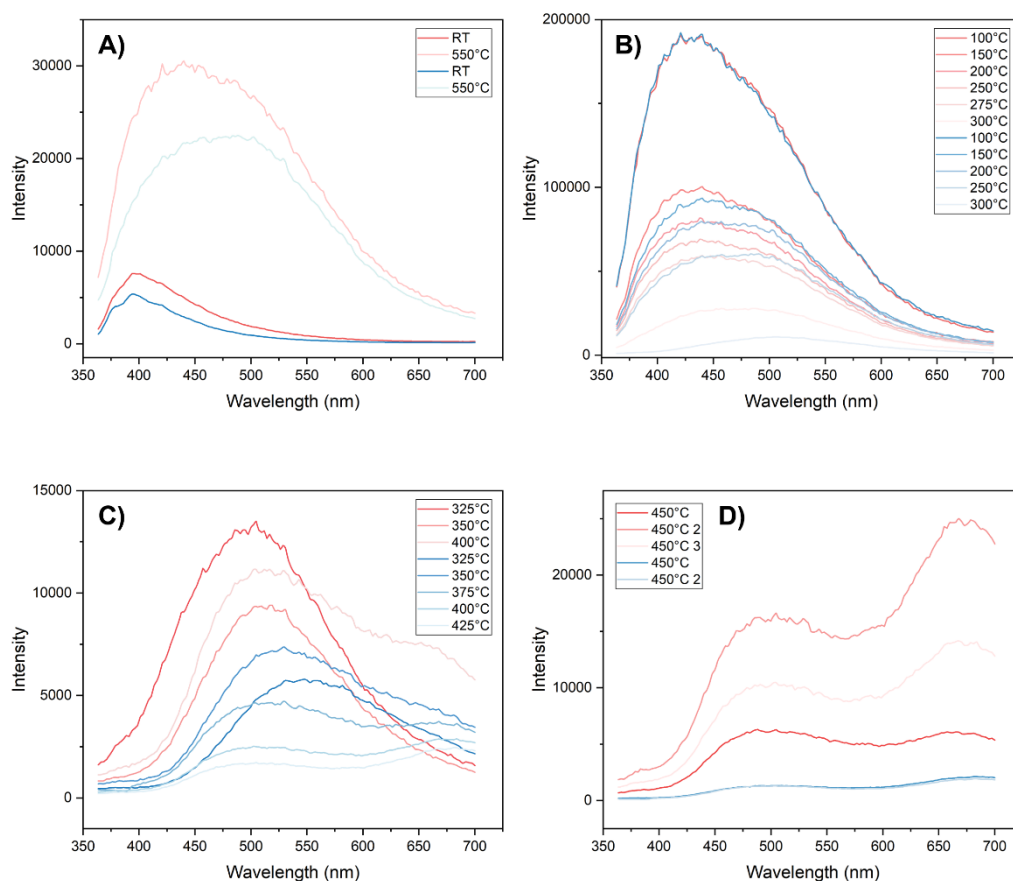 A)
RT
550°C
RT
550°C
30000
20000
10000
0
Intensity
350 400 450 500 550 600 650 700
Wavelength (nm)
B)
100°C
150°C
200°C
250°C
275°C
300°C
100°C
150°C
200°C
250°C
300°C
200000
100000
0
Intensity
350 400 450 500 550 600 650 700
Wavelength (nm)
C)
325°C
350°C
400°C
325°C
350°C
375°C
400°C
425°C
15000
10000
5000
0
Intensity
350 400 450 500 550 600 650 700
Wavelength (nm)
D)
450°C
450°C 2
450°C 3
450°C
450°C 2
20000
10000
0
Intensity
350 400 450 500 550 600 650 700
Wavelength (nm)